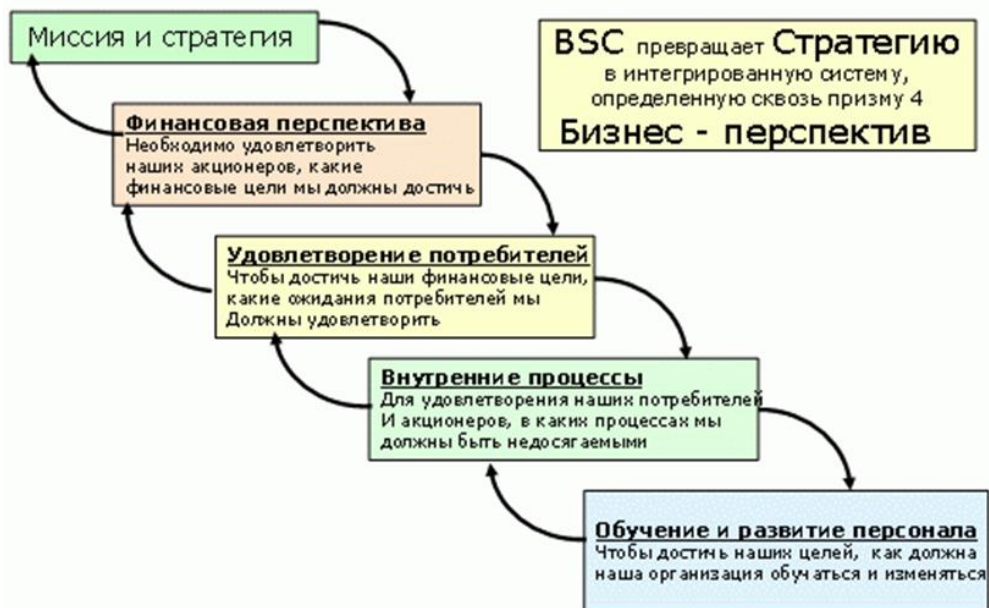 Миссия и стратегия
BSC превращает Стратегию
в интегрированную систему,
определенную сквозь призму 4
Бизнес - перспектив
Финансовая перспектива
Необходимо удовлетворить
наших акционеров, какие
финансовые цели мы должны достичь
Удовлетворение потребителей
Чтобы достичь наши финансовые цели,
какие ожидания потребителей мы
Должны удовлетворить
Внутренние процессы
Для удовлетворения наших потребителей
И акционеров, в каких процессах мы
должны быть недосягаемыми
Обучение и развитие персонала
Чтобы достичь наших целей, как должна
наша организация обучаться и изменяться